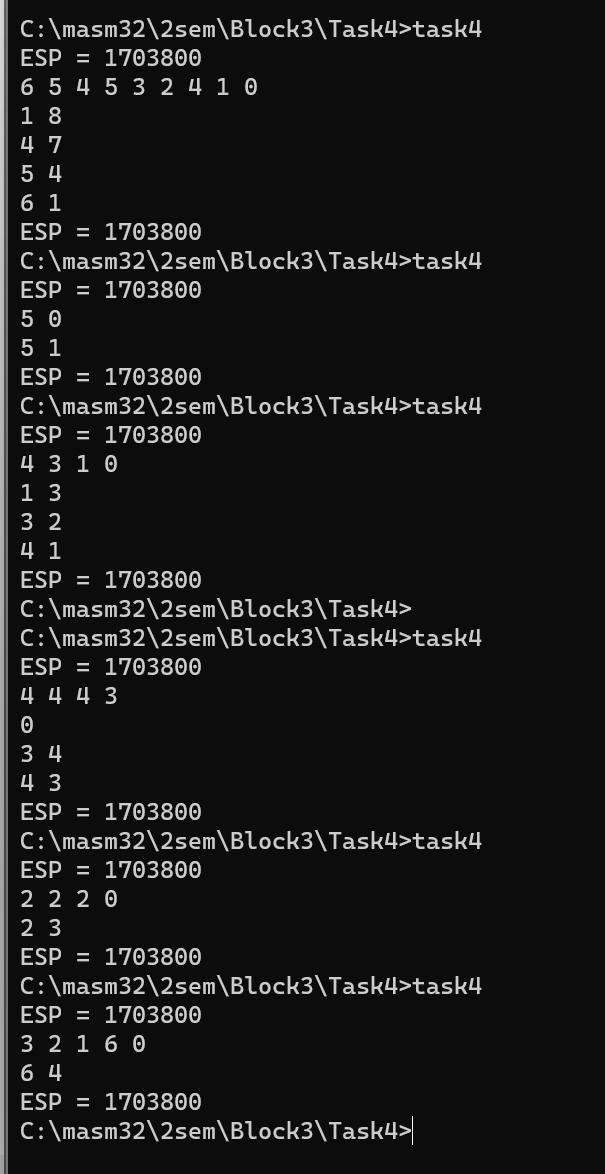 C:\masm32\2sem\Block3\Task4>task4
ESP = 1703800
6 5 4 5 3 2 4 1 0
1 8
4 7
5 4
6 1
ESP = 1703800
C:\masm32\2sem\Block3\Task4>task4
ESP = 1703800
5 0
5 1
ESP = 1703800
C:\masm32\2sem\Block3\Task4>task4
ESP = 1703800
4 3 1 0
1 3
3 2
4 1
ESP = 1703800
C:\masm32\2sem\Block3\Task4>
C:\masm32\2sem\Block3\Task4>task4
ESP = 1703800
4 4 4 3
0
3 4
4 3
ESP = 1703800
C:\masm32\2sem\Block3\Task4>task4
ESP = 1703800
2 2 2 0
2 3
ESP = 1703800
C:\masm32\2sem\Block3\Task4>task4
ESP = 1703800
3 2 1 6 0
6 4
ESP = 1703800
C:\masm32\2sem\Block3\Task4>